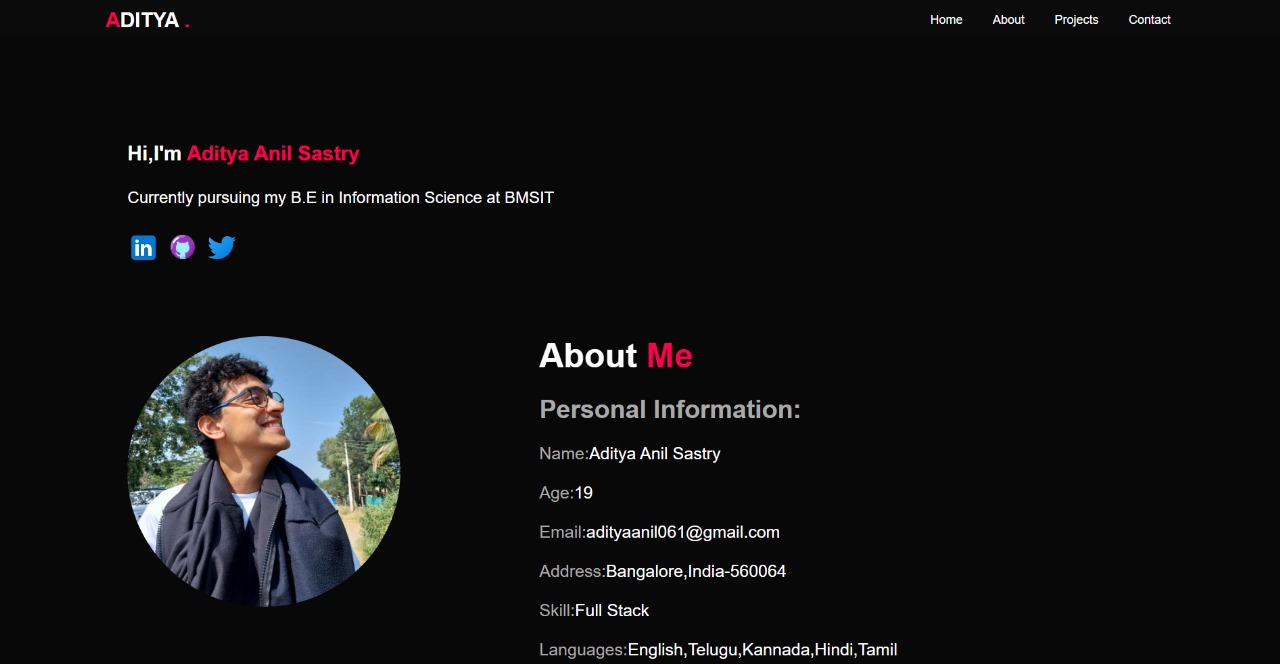 ADITYA .
Home About Projects Contact
Hi,I'm Aditya Anil Sastry
Currently pursuing my B.E in Information Science at BMSIT
in
About Me
Personal Information:
Name:Aditya Anil Sastry
Age:19
Email:adityaanil061@gmail.com
Address:Bangalore,India-560064
Skill:Full Stack
Languages:English,Telugu,Kannada,Hindi,Tamil